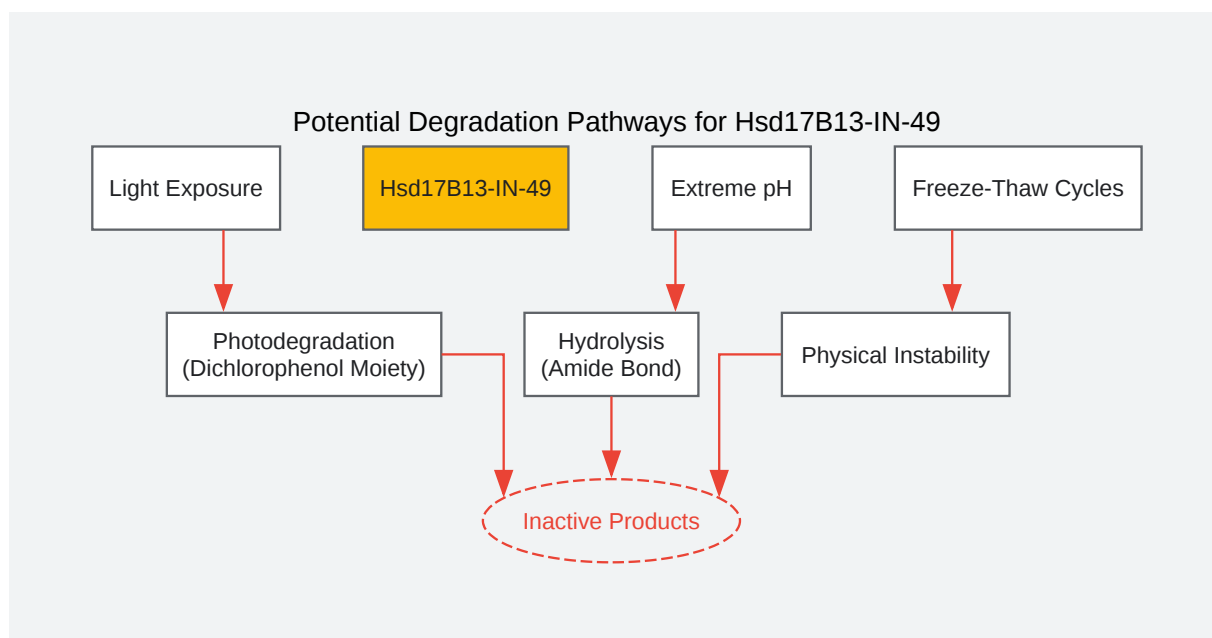 Potential Degradation Pathways for Hsd17B13-IN-49
Light Exposure
Hsd17B13-IN-49
Extreme pH
Freeze-Thaw Cycles
Photodegradation
(Dichlorophenol Moiety)
Hydrolysis
(Amide Bond)
Physical Instability
Inactive Products